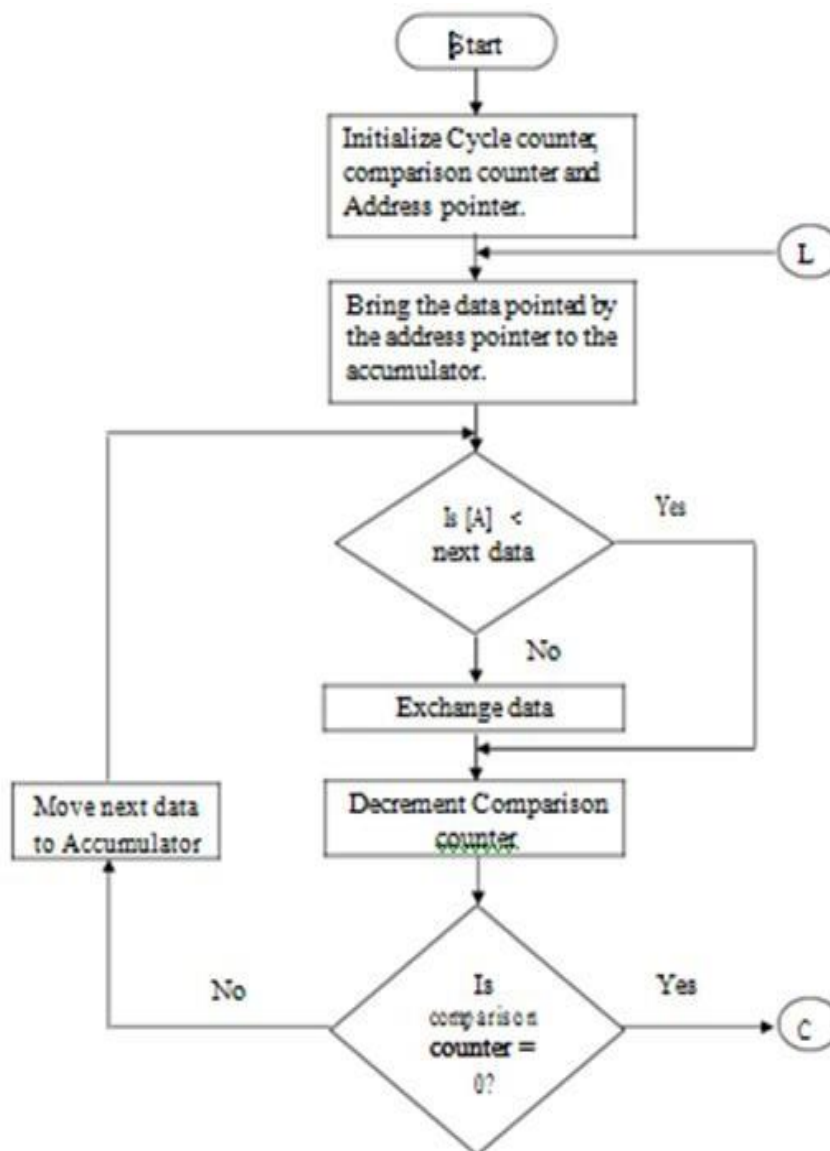 Start
Initialize Cycle counter,
comparison counter and
Address pointer.
L
Bring the data pointed by
the address pointer to the
accumulator.
Is [A] <
next data
Yes
No
Exchange data
Move next data
to Accumulator
Decrement Comparison
counter.
No
Is
comparison
counter =
0?
Yes
C